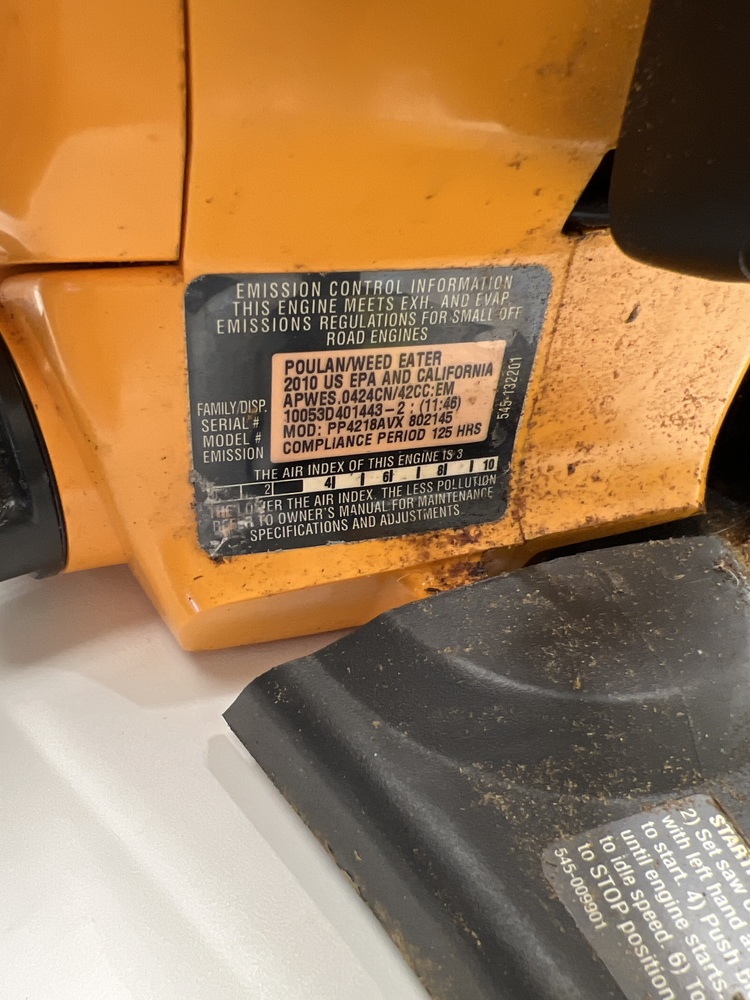 EMISSION CONTROL INFORMATION
THIS ENGINE MEETS EXH. AND EVAP.
EMISSIONS REGULATIONS FOR SMALL OFF
ROAD ENGINES
POULAN/WEED EATER
2010 US EPA AND CALIFORNIA
FAMILY/DISP. APWES.0424CN/42CC:EM
SERIAL # 10053D401443-2 : (11:46)
MODEL # MOD: PP4218AVX 802145
EMISSION COMPLIANCE PERIOD 125 HRS
545-132201
THE AIR INDEX OF THIS ENGINE IS 3
2 4 6 8 10
THE LOWER THE AIR INDEX, THE LESS POLLUTION
REFER TO OWNER'S MANUAL FOR MAINTENANCE
SPECIFICATIONS AND ADJUSTMENTS.
START
2) Set saw
with left hand a
to start. 4) Push
until engine starts.
to idle speed. 6) To
to STOP position
545-009901